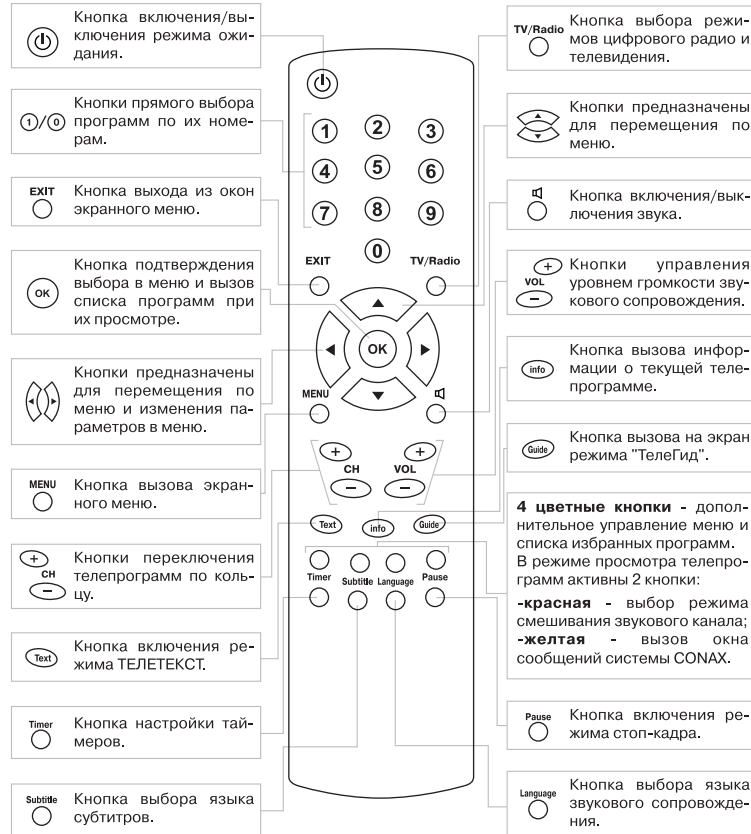 Кнопка включения/вы-
ключения режима ожи-
дания.
1/0
Кнопки прямого выбора
программ по их номе-
рам.
EXIT
Кнопка выхода из окон
экранного меню.
OK
Кнопка подтверждения
выбора в меню и вызов
списка программ при
их просмотре.
Кнопки предназначены
для перемещения по
меню и изменения па-
раметров в меню.
MENU
Кнопка вызова экран-
ного меню.
+
CH
−
Кнопки переключения
телепрограмм по коль-
цу.
Text
Кнопка включения ре-
жима ТЕЛЕТЕКСТ.
Timer
Кнопка настройки тай-
меров.
Subtitle
Кнопка выбора языка
субтитров.
1 2 3
4 5 6
7 8 9
0
EXIT TV/Radio
OK
MENU
+ +
CH VOL
− −
Text info Guide
Timer Subtitle Language Pause
TV/Radio
Кнопка выбора режи-
мов цифрового радио и
телевидения.
Кнопки предназначены
для перемещения по
меню.
Кнопка включения/вык-
лючения звука.
+
VOL
−
Кнопки управления
уровнем громкости зву-
кового сопровождения.
info
Кнопка вызова инфор-
мации о текущей теле-
программе.
Guide
Кнопка вызова на экран
режима "ТелеГид".
4 цветные кнопки - допол-
нительное управление меню и
списка избранных программ.
В режиме просмотра телепро-
грамм активны 2 кнопки:
-красная - выбор режима
смешивания звукового канала;
-желтая - вызов окна
сообщений системы CONAX.
Pause
Кнопка включения ре-
жима стоп-кадра.
Language
Кнопка выбора языка
звукового сопровожде-
ния.